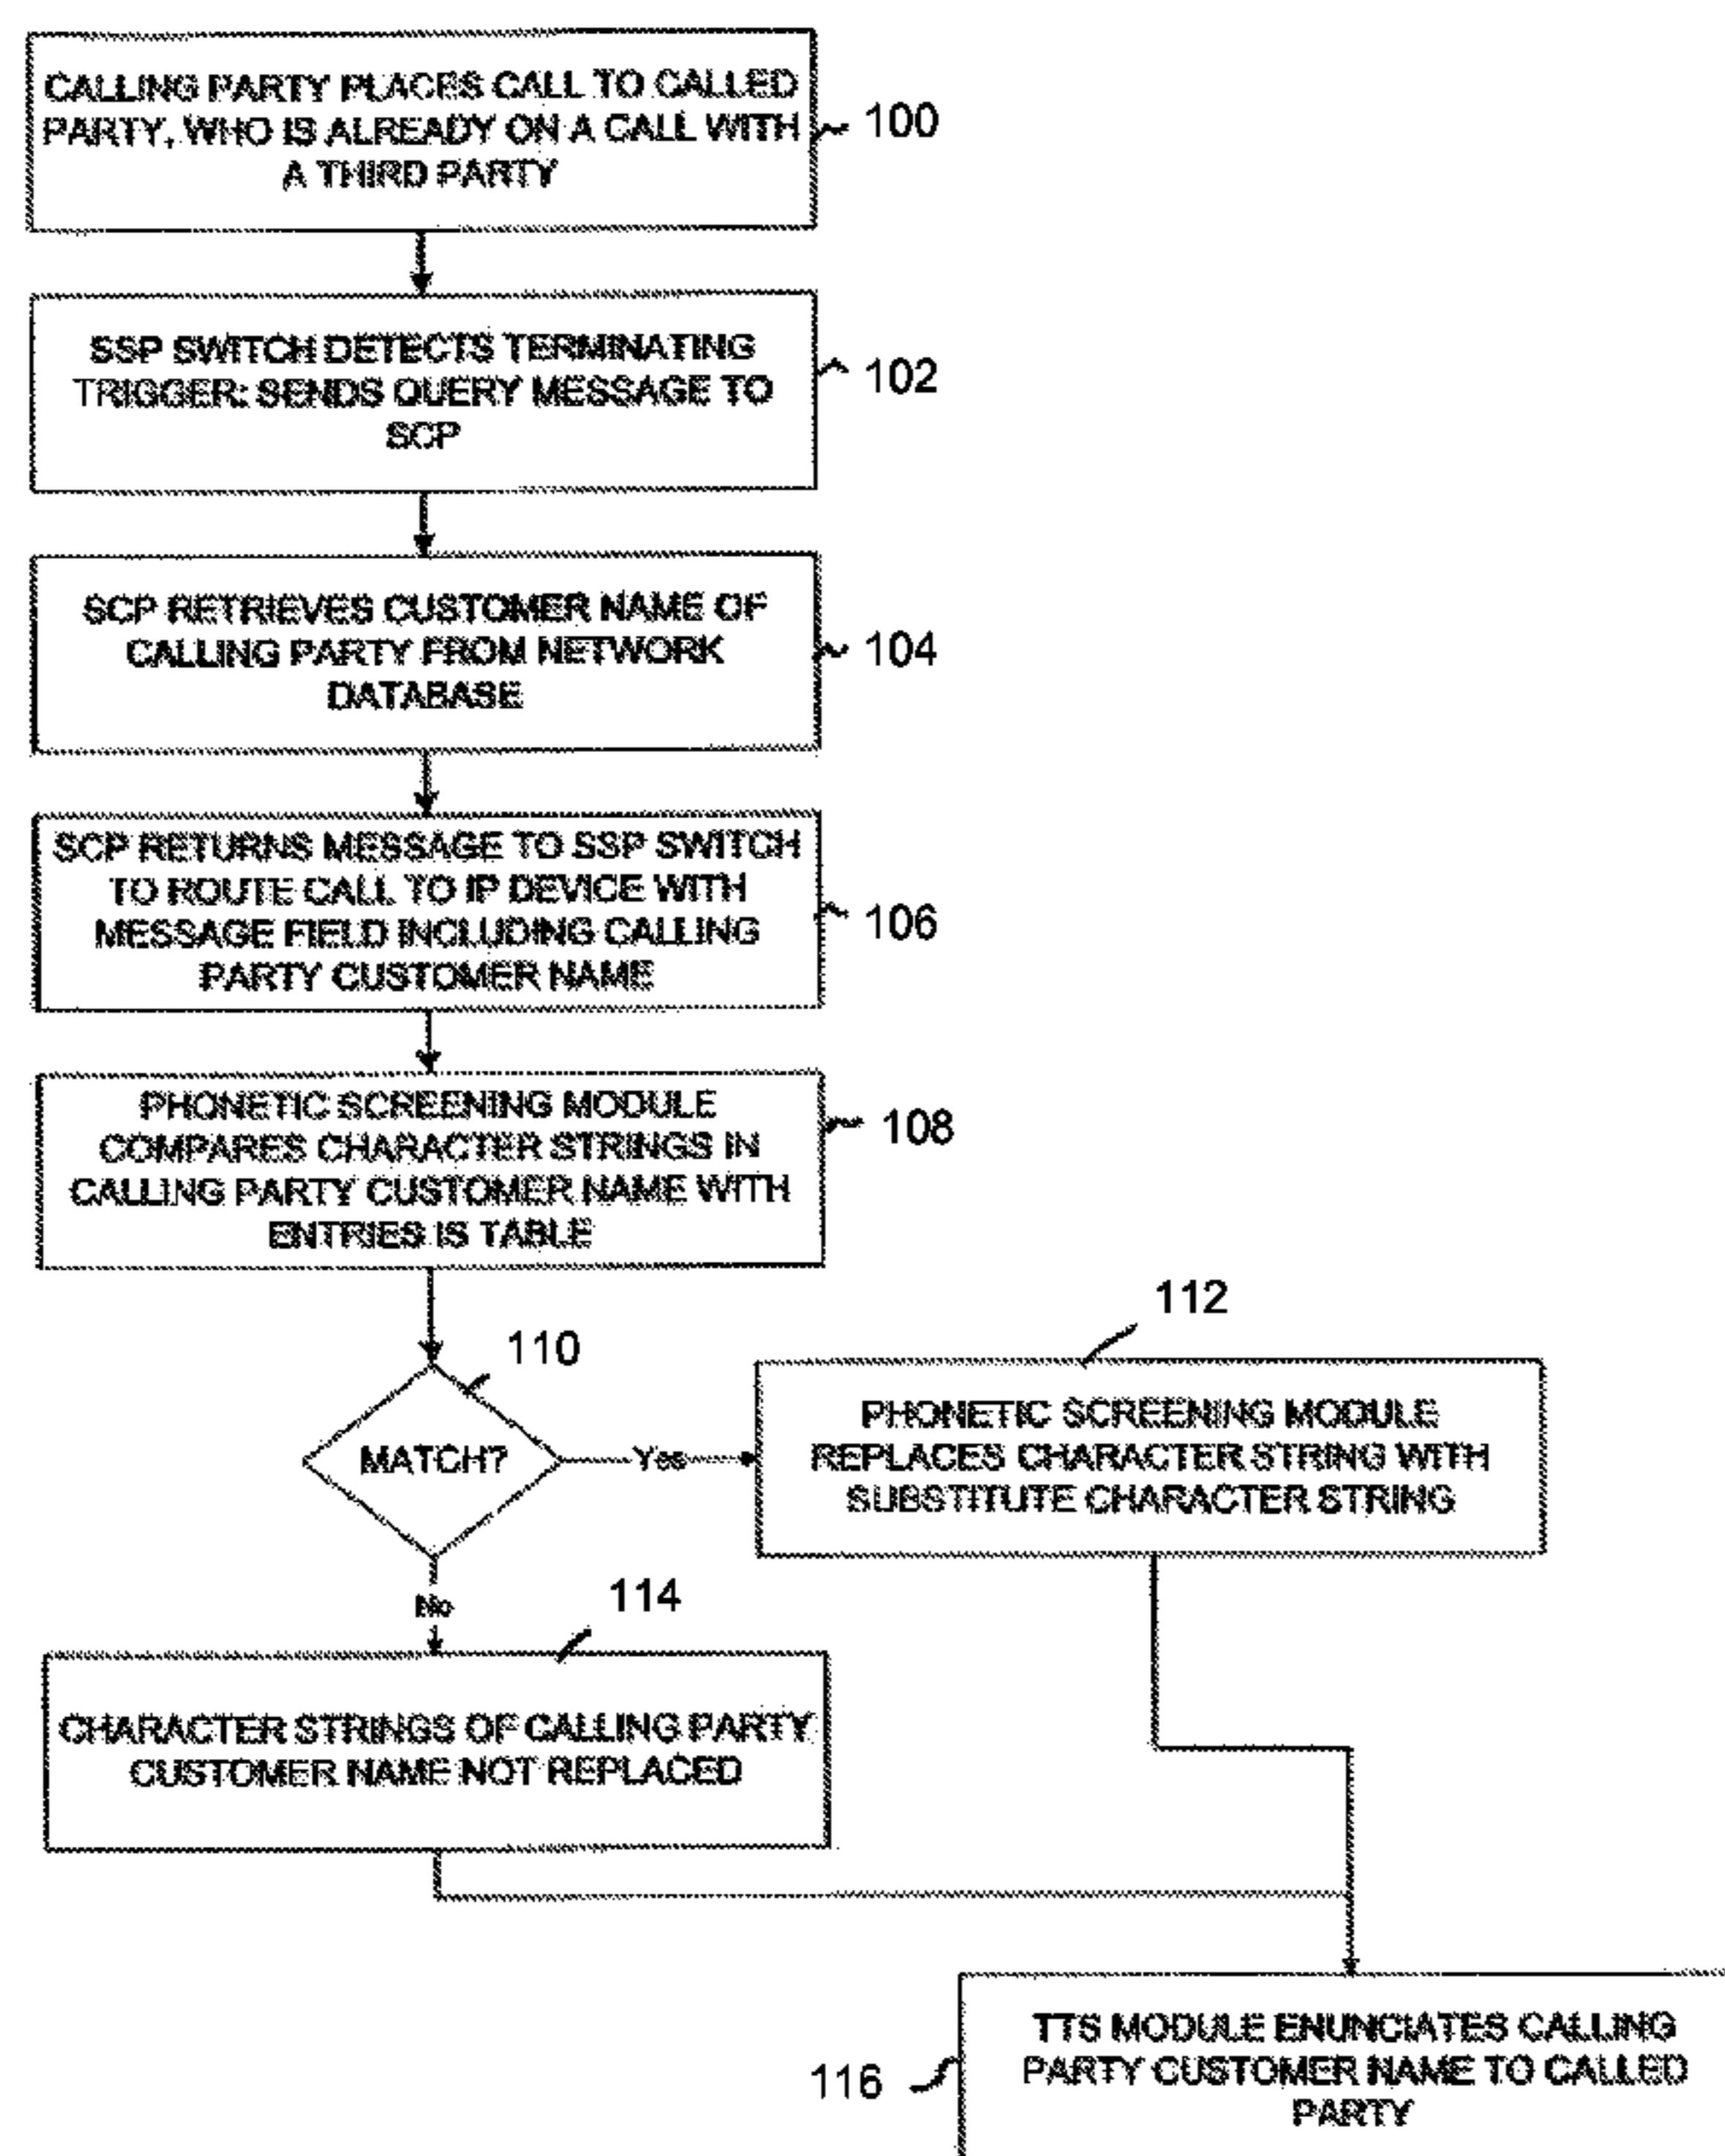 CALLING PARTY PLACES CALL TO CALLED
PARTY, WHO IS ALREADY ON A CALL WITH
A THIRD PARTY
100
SSP SWITCH DETECTS TERMINATING
TRIGGER; SENDS QUERY MESSAGE TO
SCP
102
SCP RETRIEVES CUSTOMER NAME OF
CALLING PARTY FROM NETWORK
DATABASE
104
SCP RETURNS MESSAGE TO SSP SWITCH
TO ROUTE CALL TO IP DEVICE WITH
MESSAGE FIELD INCLUDING CALLING
PARTY CUSTOMER NAME
106
PHONETIC SCREENING MODULE
COMPARES CHARACTER STRINGS IN
CALLING PARTY CUSTOMER NAME WITH
ENTRIES IS TABLE
108
110
MATCH?
Yes
112
PHONETIC SCREENING MODULE
REPLACES CHARACTER STRING WITH
SUBSTITUTE CHARACTER STRING
No
114
CHARACTER STRINGS OF CALLING PARTY
CUSTOMER NAME NOT REPLACED
116
TTS MODULE ENUNCIATES CALLING
PARTY CUSTOMER NAME TO CALLED
PARTY